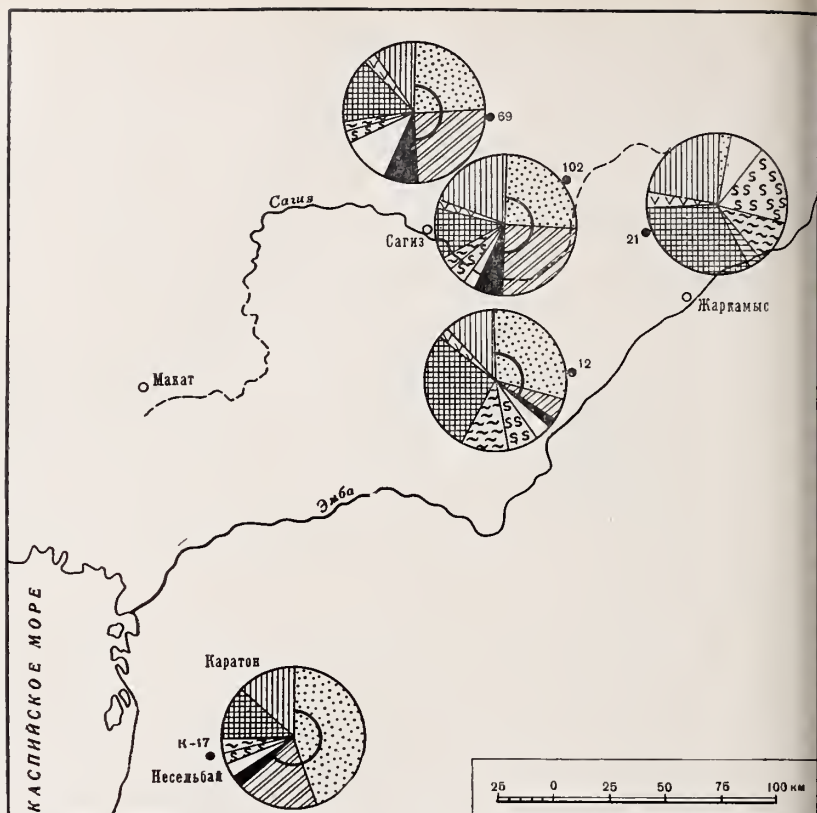 69
102
Сагиз
Сагиз
21
Жаркамыс
Макат
12
Эмба
КАСПИЙСКОЕ МОРЕ
Каратон
К-17
Несельбай
25 0 25 50 75 100 км